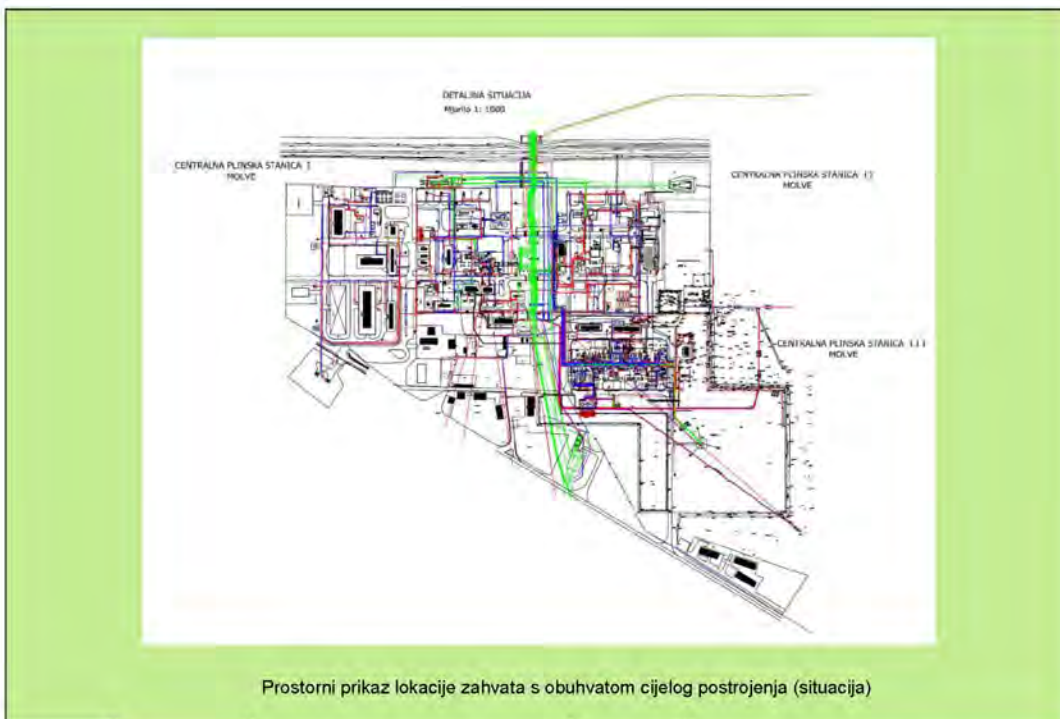 DETALJNA SITUACIJA
Mjerilo 1: 1000
CENTRALNA PLINSKA STANICA I
MOLVE
CENTRALNA PLINSKA STANICA II
MOLVE
CENTRALNA PLINSKA STANICA III
MOLVE
Prostorni prikaz lokacije zahvata s obuhvatom cijelog postrojenja (situacija)